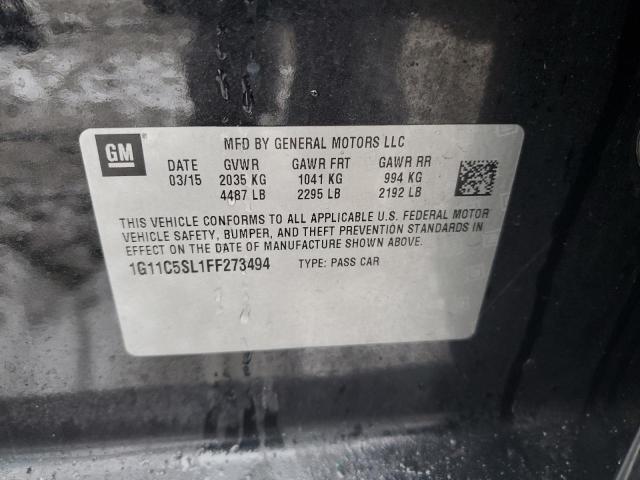 GM
MFD BY GENERAL MOTORS LLC
DATE GVWR GAWR FRT GAWR RR
03/15 2035 KG 1041 KG 994 KG
4487 LB 2295 LB 2192 LB
THIS VEHICLE CONFORMS TO ALL APPLICABLE U.S. FEDERAL MOTOR
VEHICLE SAFETY, BUMPER, AND THEFT PREVENTION STANDARDS IN
EFFECT ON THE DATE OF MANUFACTURE SHOWN ABOVE.
1G11C5SL1FF273494 TYPE: PASS CAR